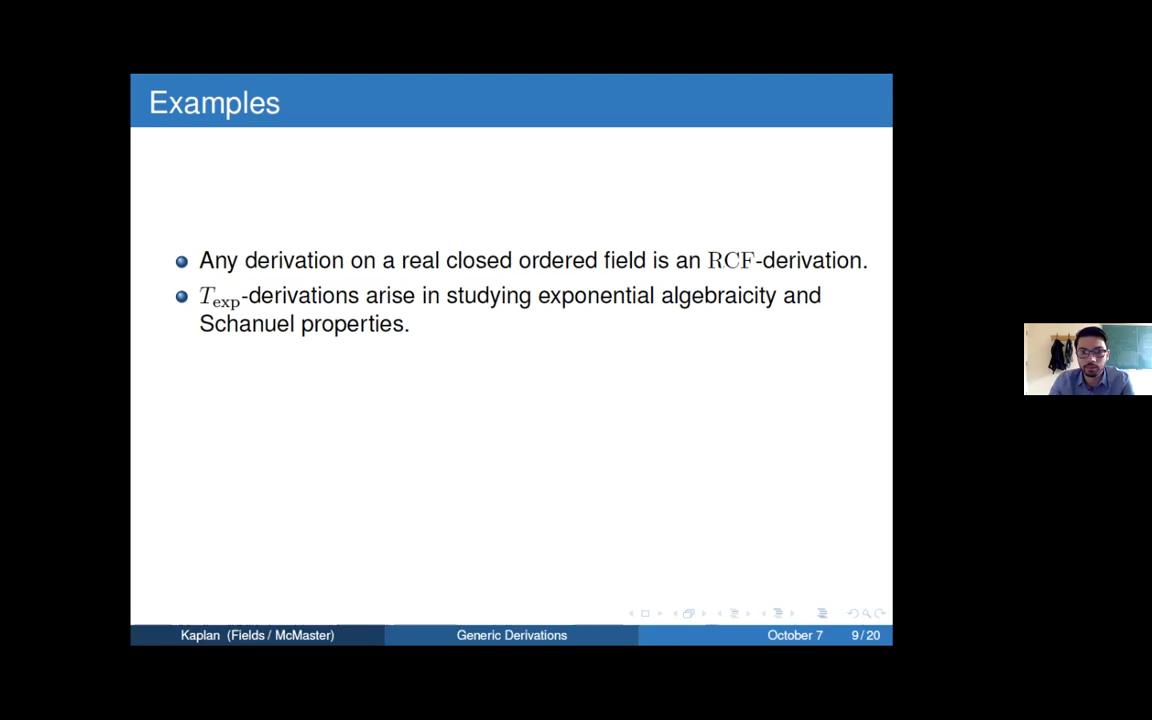 Examples
Any derivation on a real closed ordered field is an RCF-derivation.
T_exp-derivations arise in studying exponential algebraicity and
Schanuel properties.
Kaplan (Fields / McMaster) Generic Derivations October 7 9 / 20